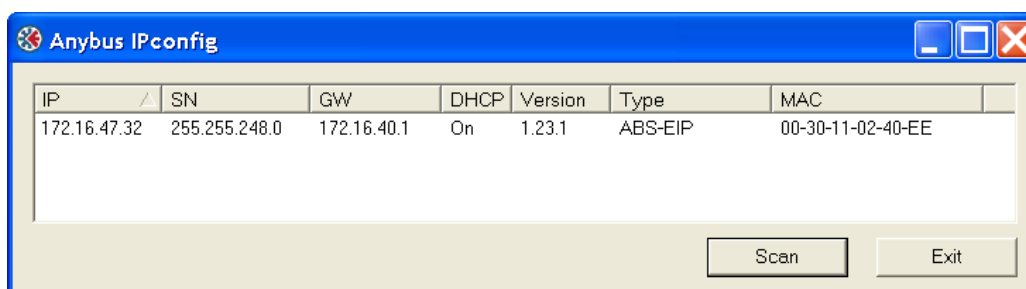 Anybus IPconfig
IP SN GW DHCP Version Type MAC
172.16.47.32 255.255.248.0 172.16.40.1 On 1.23.1 ABS-EIP 00-30-11-02-40-EE
Scan Exit